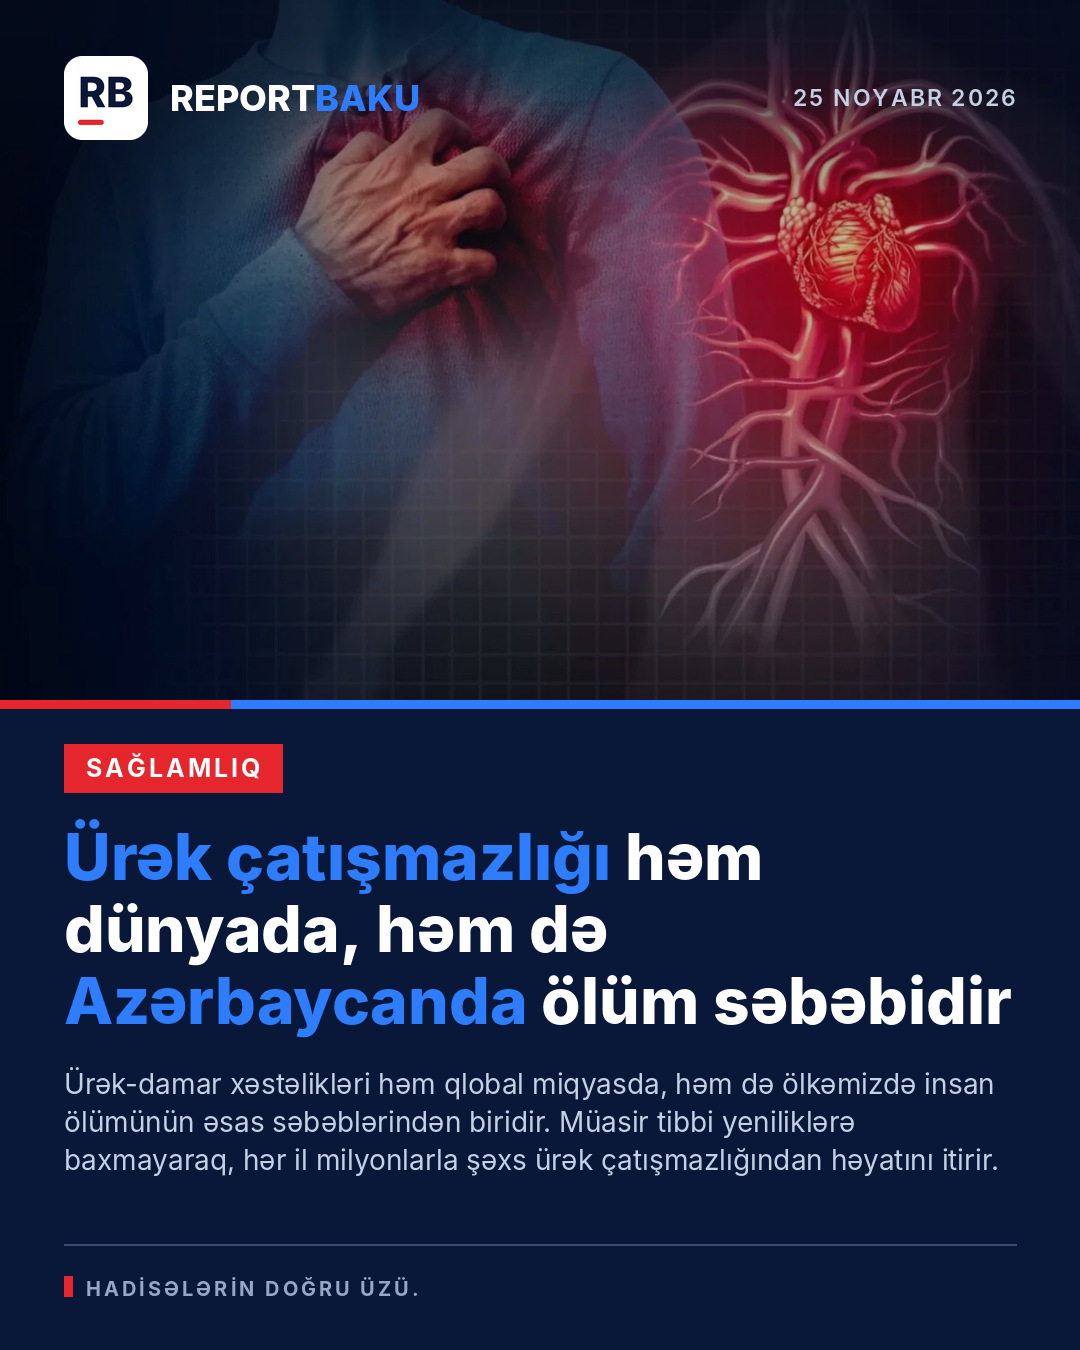 RB
REPORTBAKU
25 NOYABR 2026
SAĞLAMLIQ
Ürək çatışmazlığı həm
dünyada, həm də
Azərbaycanda ölüm səbəbidir
Ürək-damar xəstəlikləri həm qlobal miqyasda, həm də ölkəmizdə insan
ölümünün əsas səbəblərindən biridir. Müasir tibbi yeniliklərə
baxmayaraq, hər il milyonlarla şəxs ürək çatışmazlığından həyatını itirir.
HADİSƏLƏRİN DOĞRU ÜZÜ.